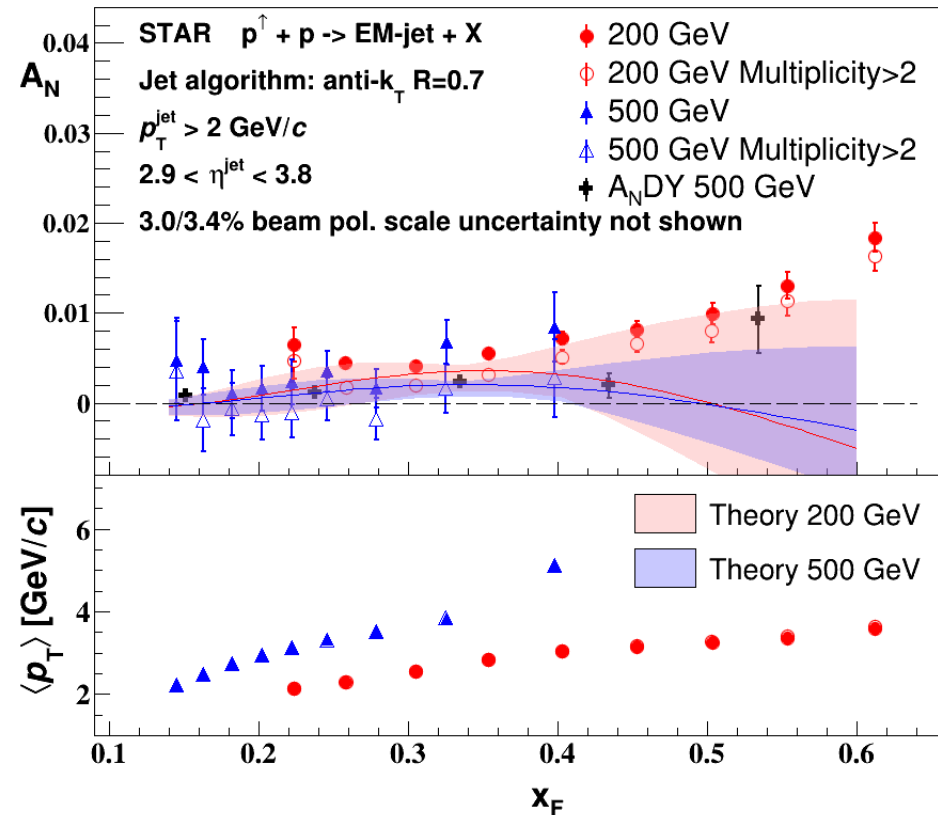 STAR p↑ + p -> EM-jet + X
Jet algorithm: anti-k_T R=0.7
p_T^jet > 2 GeV/c
2.9 < η^jet < 3.8
3.0/3.4% beam pol. scale uncertainty not shown
200 GeV
200 GeV Multiplicity>2
500 GeV
500 GeV Multiplicity>2
A_NDY 500 GeV
A_N
0.04
0.03
0.02
0.01
0
Theory 200 GeV
Theory 500 GeV
⟨p_T⟩ [GeV/c]
6
4
2
0.1 0.2 0.3 0.4 0.5 0.6
x_F